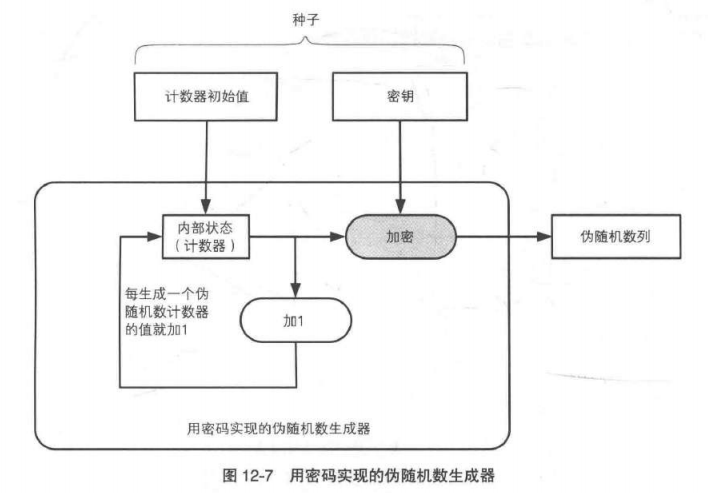 种子
计数器初始值
密钥
内部状态
（计数器）
加密
伪随机数列
每生成一个伪
随机数计数器
的值就加1
加1
用密码实现的伪随机数生成器
图 12-7 用密码实现的伪随机数生成器